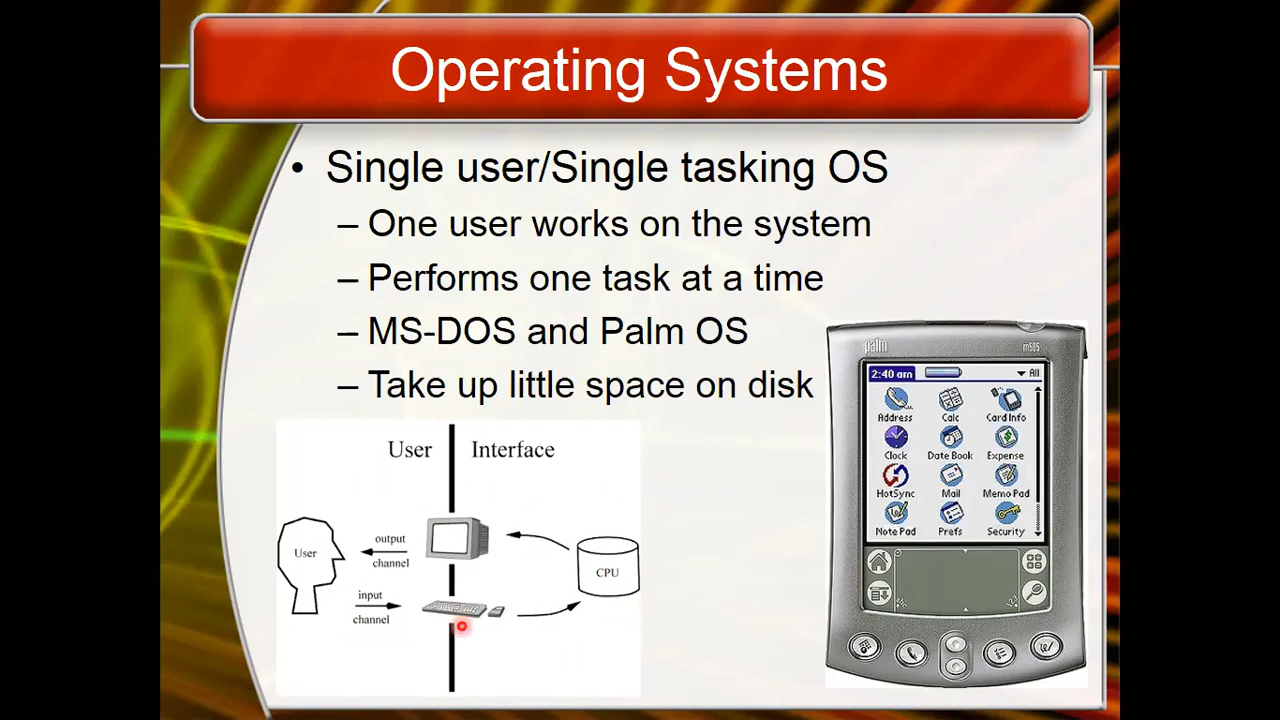 Operating Systems
• Single user/Single tasking OS
– One user works on the system
– Performs one task at a time
– MS-DOS and Palm OS
– Take up little space on disk
User Interface
User
output
channel
input
channel
CPU
palm m505
2:40 am All
Address Calc Card Info
Clock Date Book Expense
HotSync Mail Memo Pad
Note Pad Prefs Security